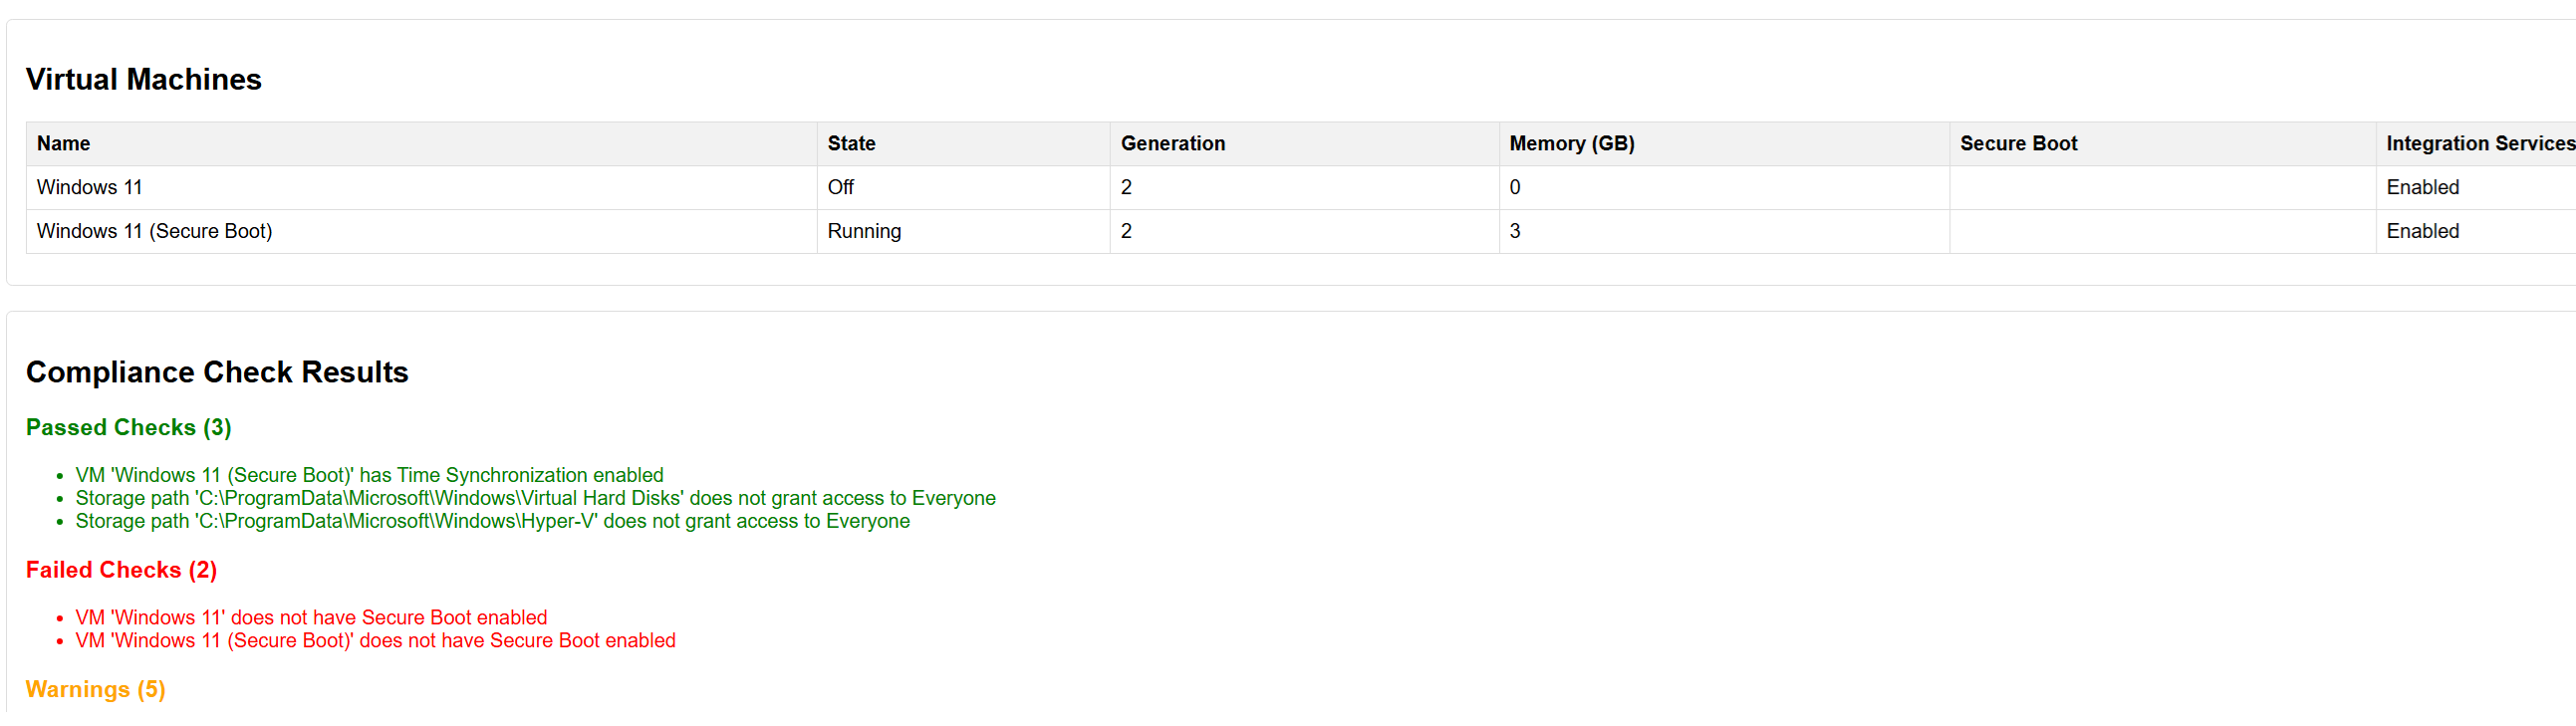 Virtual Machines
Name State Generation Memory (GB) Secure Boot Integration Services
Windows 11 Off 2 0 Enabled
Windows 11 (Secure Boot) Running 2 3 Enabled
Compliance Check Results
Passed Checks (3)
• VM 'Windows 11 (Secure Boot)' has Time Synchronization enabled
• Storage path 'C:\ProgramData\Microsoft\Windows\Virtual Hard Disks' does not grant access to Everyone
• Storage path 'C:\ProgramData\Microsoft\Windows\Hyper-V' does not grant access to Everyone
Failed Checks (2)
• VM 'Windows 11' does not have Secure Boot enabled
• VM 'Windows 11 (Secure Boot)' does not have Secure Boot enabled
Warnings (5)